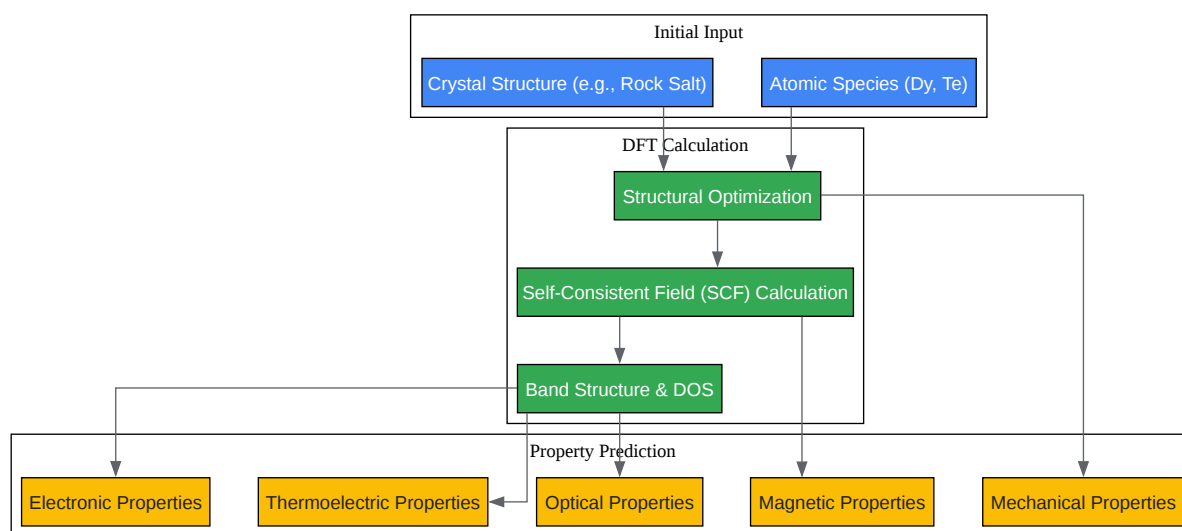 Initial Input
Crystal Structure (e.g., Rock Salt)
Atomic Species (Dy, Te)
DFT Calculation
Structural Optimization
Self-Consistent Field (SCF) Calculation
Band Structure & DOS
Property Prediction
Electronic Properties
Thermoelectric Properties
Optical Properties
Magnetic Properties
Mechanical Properties